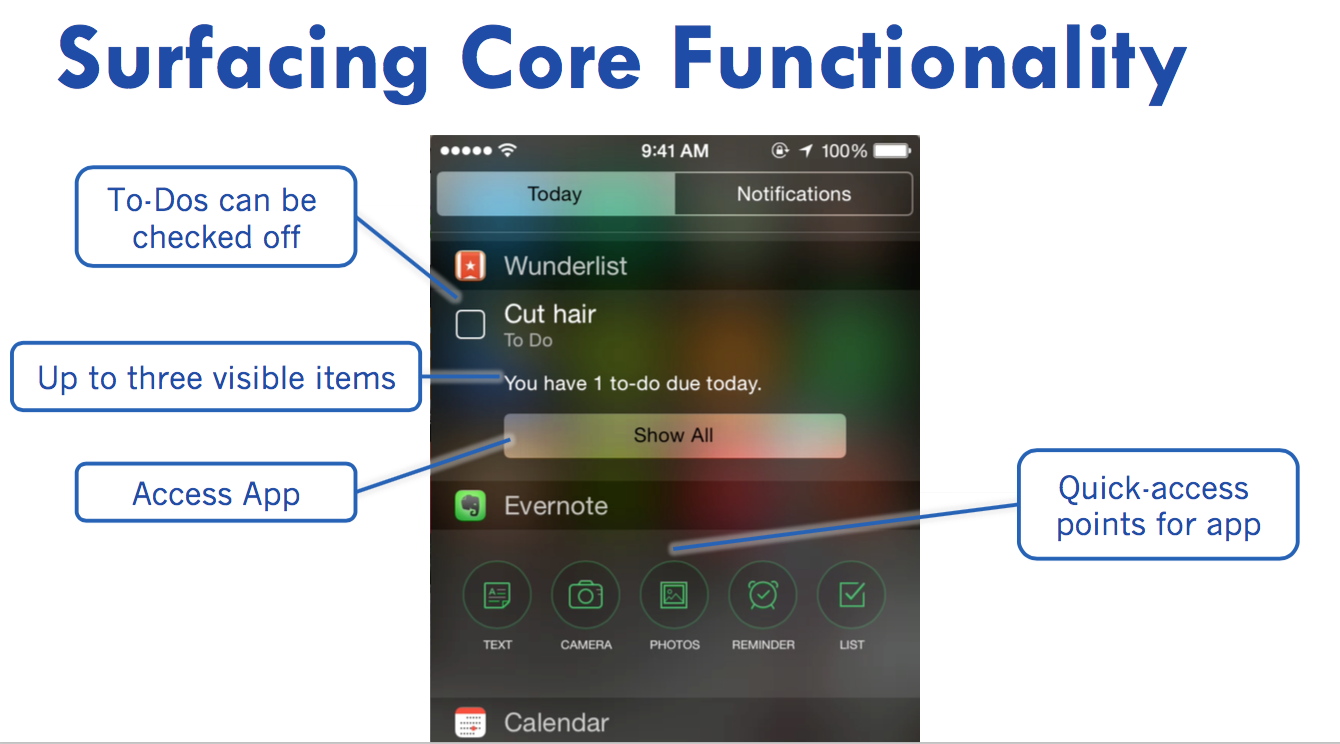 Surfacing Core Functionality
To-Dos can be
checked off
Up to three visible items
Access App
9:41 AM
100%
Today
Notifications
Wunderlist
Cut hair
To Do
You have 1 to-do due today.
Show All
Evernote
TEXT
CAMERA
PHOTOS
REMINDER
LIST
Calendar
Quick-access
points for app